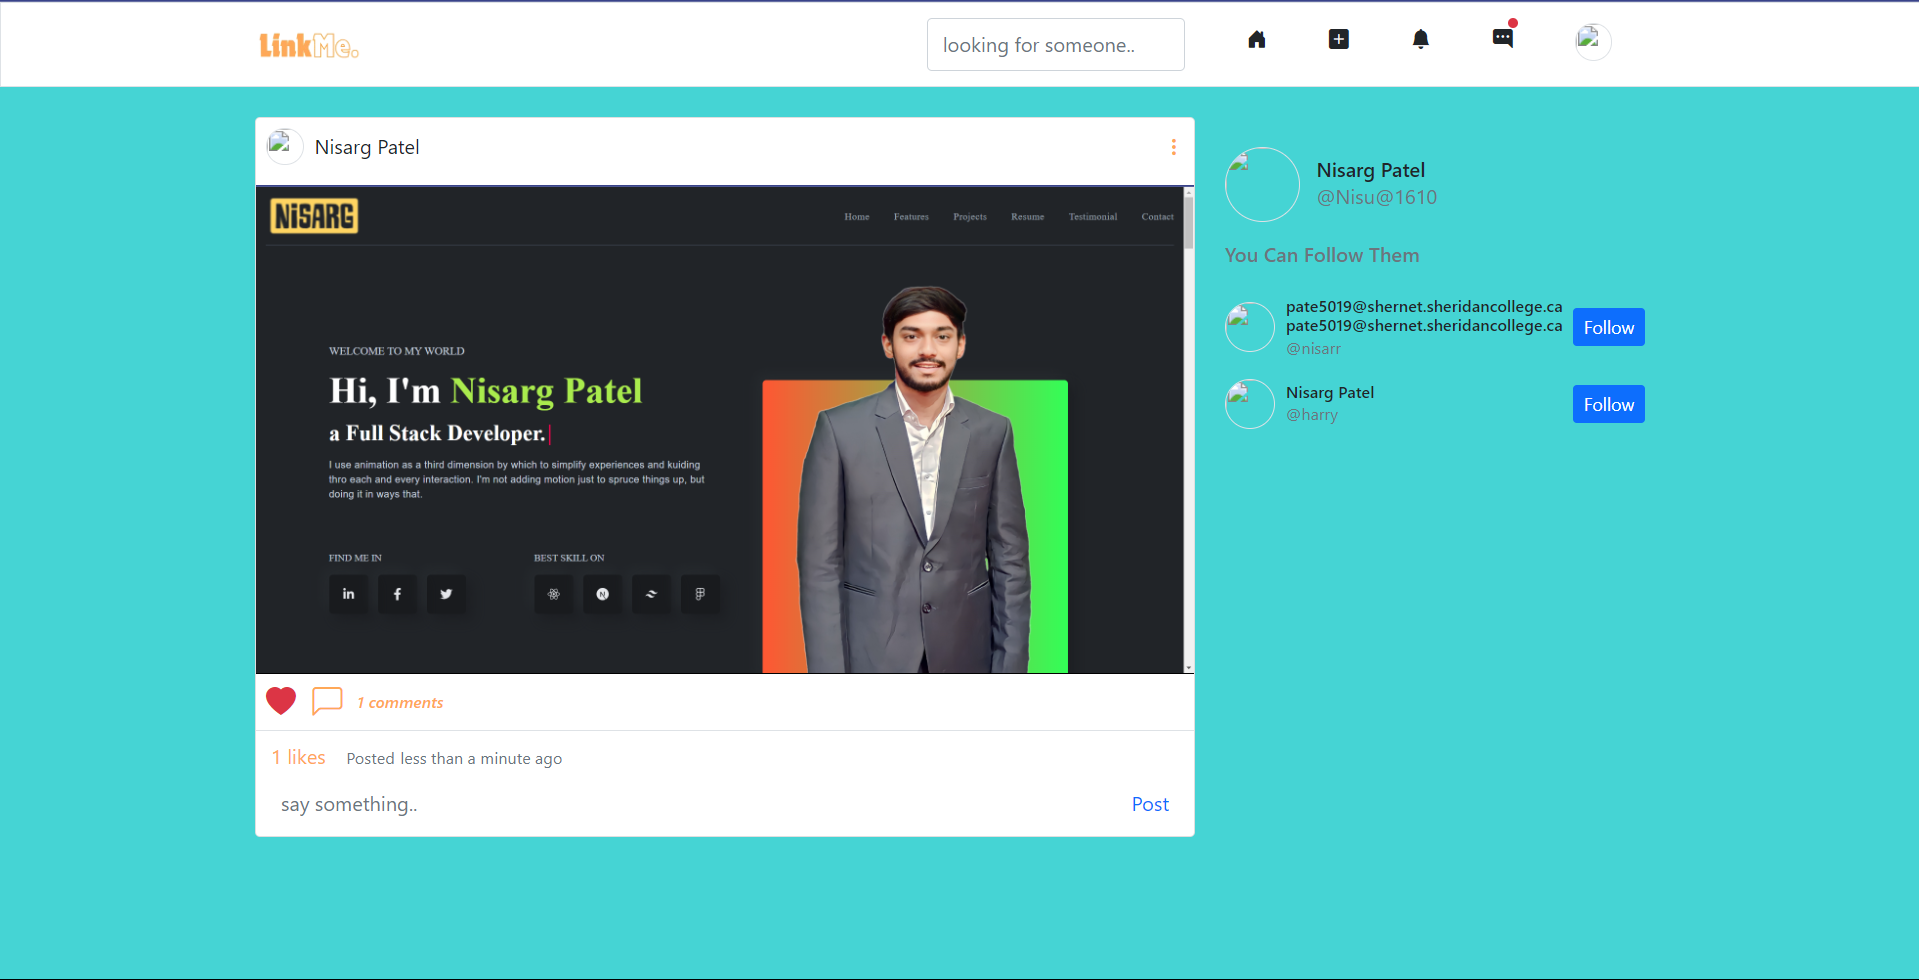 LinkMe.
looking for someone..
Nisarg Patel
NiSARG
Home Features Projects Resume Testimonial Contact
WELCOME TO MY WORLD
Hi, I'm Nisarg Patel
a Full Stack Developer.
I use animation as a third dimension by which to simplify experiences and kuiding
thro each and every interaction. I'm not adding motion just to spruce things up, but
doing it in ways that.
FIND ME IN
BEST SKILL ON
1 comments
1 likes Posted less than a minute ago
say something..
Post
Nisarg Patel
@Nisu@1610
You Can Follow Them
pate5019@shernet.sheridancollege.ca
pate5019@shernet.sheridancollege.ca
@nisarr
Follow
Nisarg Patel
@harry
Follow